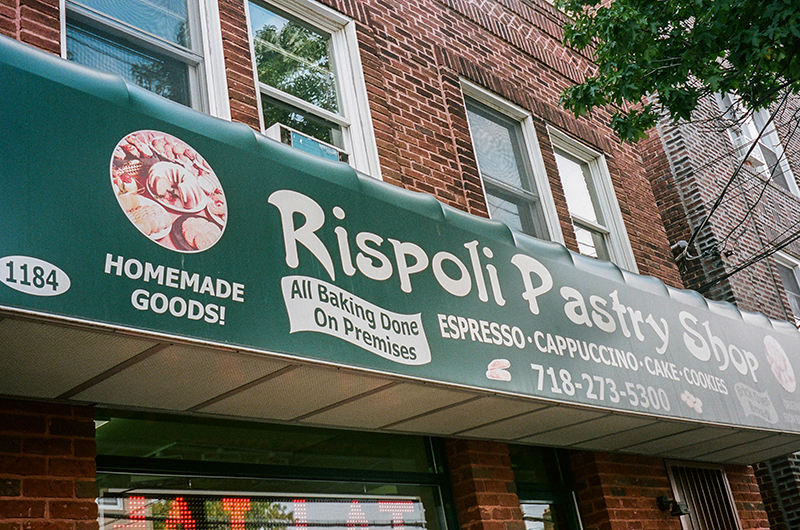 1184
HOMEMADE
GOODS!
Rispoli Pastry Shop
All Baking Done
On Premises
ESPRESSO · CAPPUCCINO · CAKE · COOKIES
718-273-5300